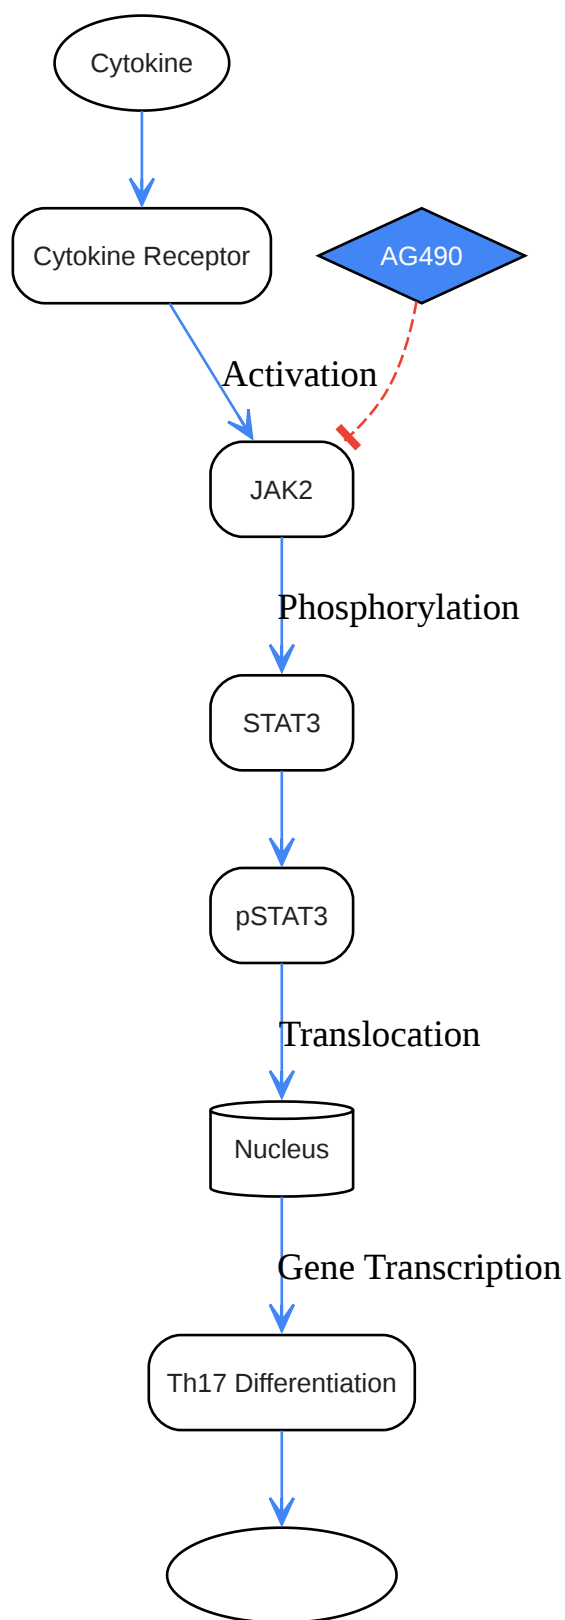 Cytokine
Cytokine Receptor
AG490
Activation
JAK2
Phosphorylation
STAT3
pSTAT3
Translocation
Nucleus
Gene Transcription
Th17 Differentiation